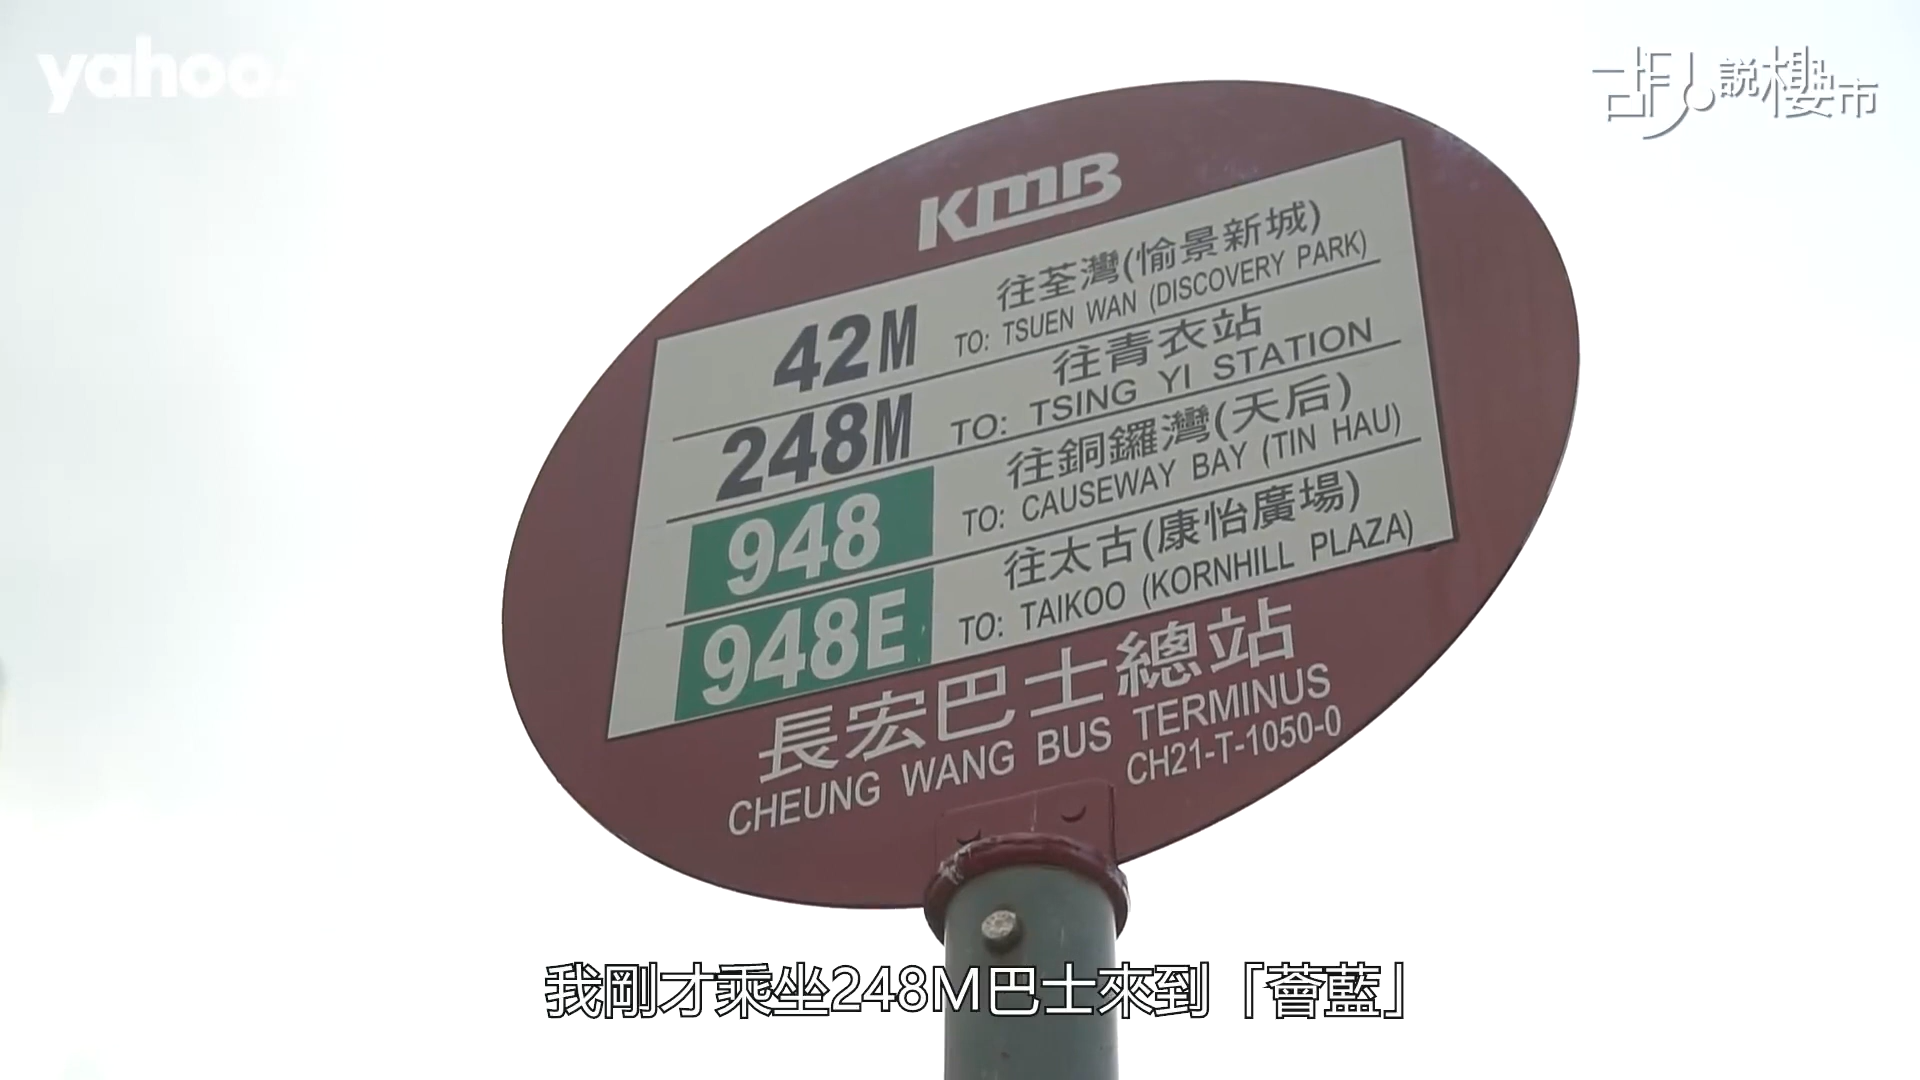 yahoo!
胡.說樓市
KMB
42M 往荃灣(愉景新城)
TO: TSUEN WAN (DISCOVERY PARK)
248M 往青衣站
TO: TSING YI STATION
948 往銅鑼灣(天后)
TO: CAUSEWAY BAY (TIN HAU)
948E 往太古(康怡廣場)
TO: TAIKOO (KORNHILL PLAZA)
長宏巴士總站
CHEUNG WANG BUS TERMINUS
CH21-T-1050-0
我剛才乘坐248M巴士來到「薈藍」